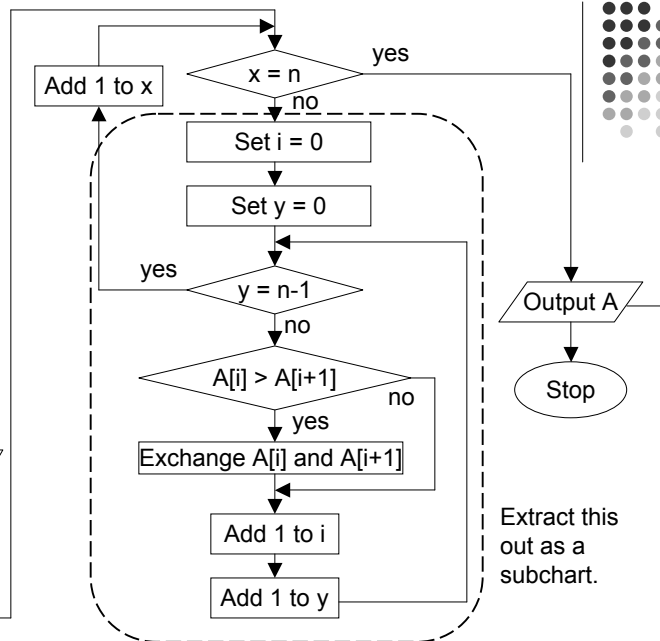 x = n
yes
Add 1 to x
no
Set i = 0
Set y = 0
yes
y = n-1
no
A[i] > A[i+1]
no
yes
Exchange A[i] and A[i+1]
Add 1 to i
Add 1 to y
Output A
Stop
Extract this
out as a
subchart.